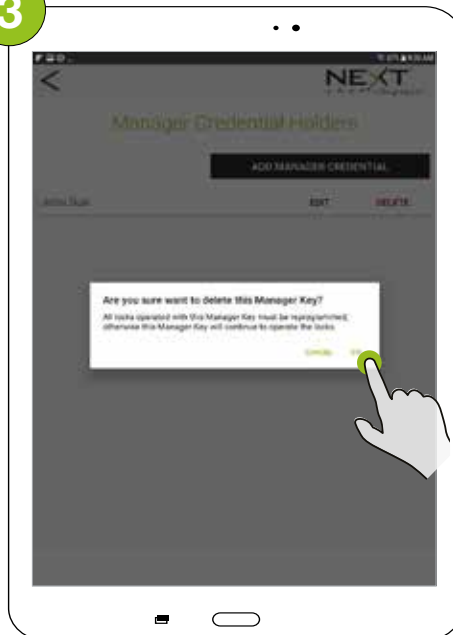 3
NEXT
Manager Credential Holders
ADD MANAGER CREDENTIAL
EDIT DELETE
Are you sure want to delete this Manager Key?
All locks operated with this Manager Key must be reprogrammed,
otherwise this Manager Key will continue to operate the locks.
CANCEL